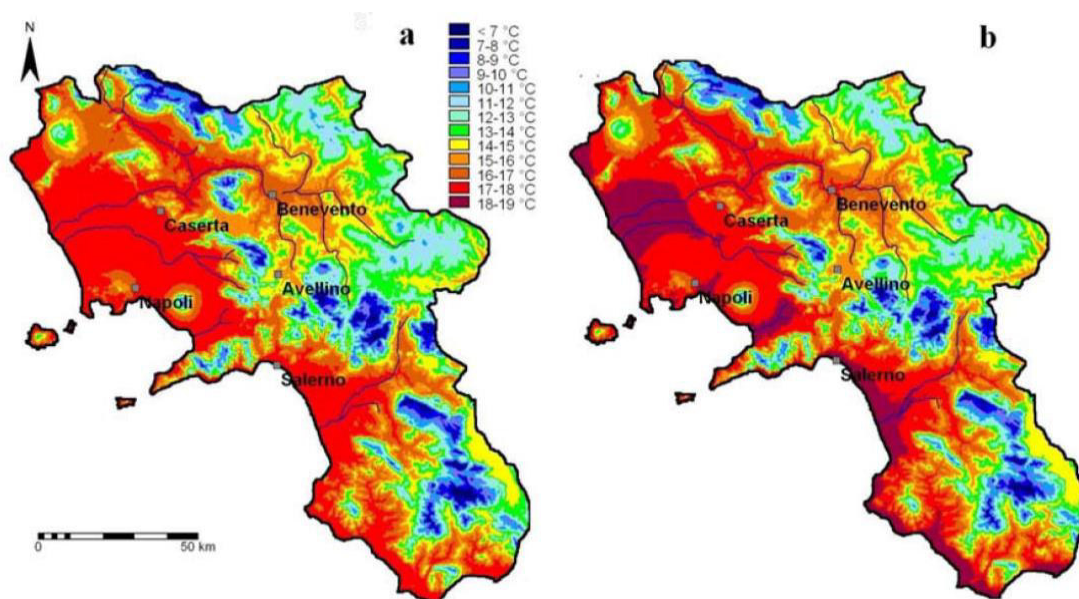 N
a
b
< 7 °C
7-8 °C
8-9 °C
9-10 °C
10-11 °C
11-12 °C
12-13 °C
13-14 °C
14-15 °C
15-16 °C
16-17 °C
17-18 °C
18-19 °C
Benevento
Caserta
Avellino
Napoli
Salerno
0 50 km
Benevento
Caserta
Avellino
Napoli
Salerno